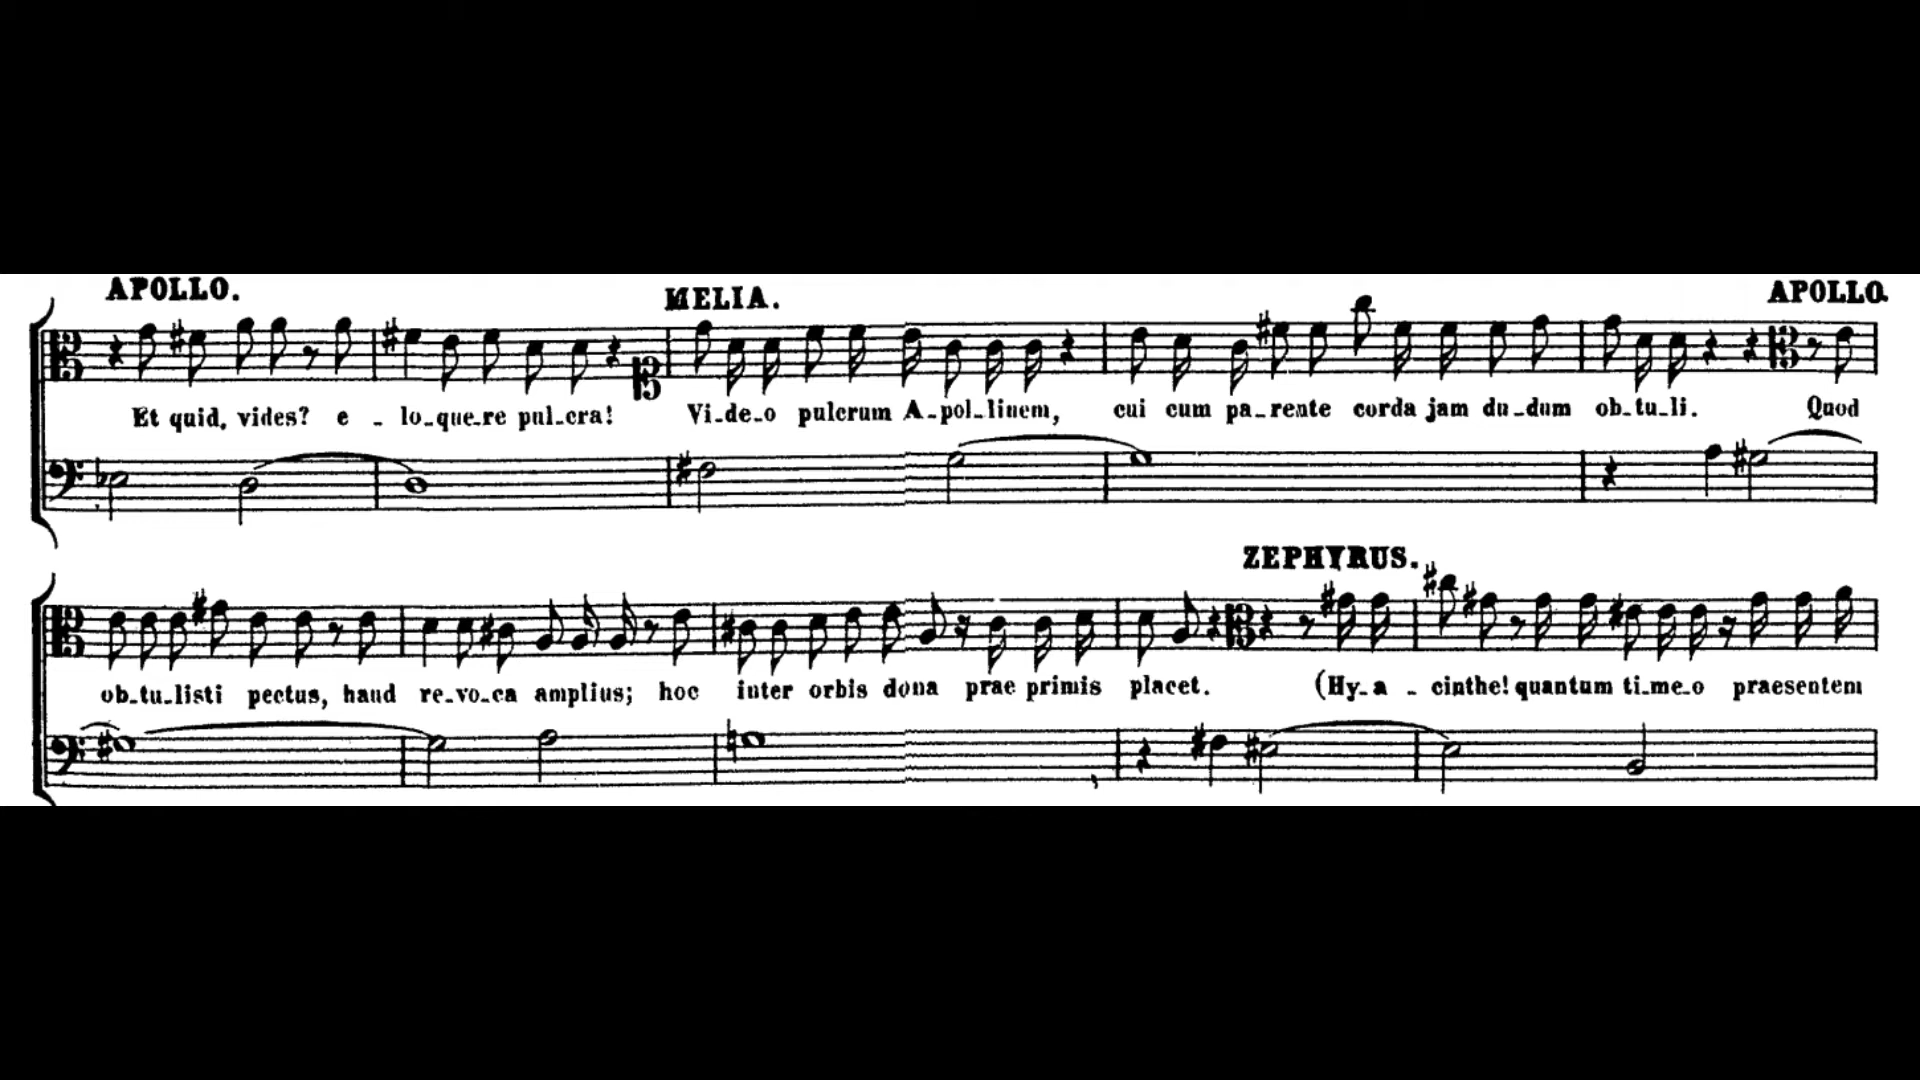 APOLLO. MELIA. APOLLO.
Et quid, vides? e - lo-que-re pul-cra! Vi-de-o pulcrum A-pol-linem, cui cum pa-rente corda jam du-dum ob-tu-li. Quod
ZEPHYRUS.
ob-tu-listi pectus, haud re-vo-ca amplius; hoc inter orbis dona prae primis placet. (Hy-a - cinthe! quantum ti-me-o praesentem